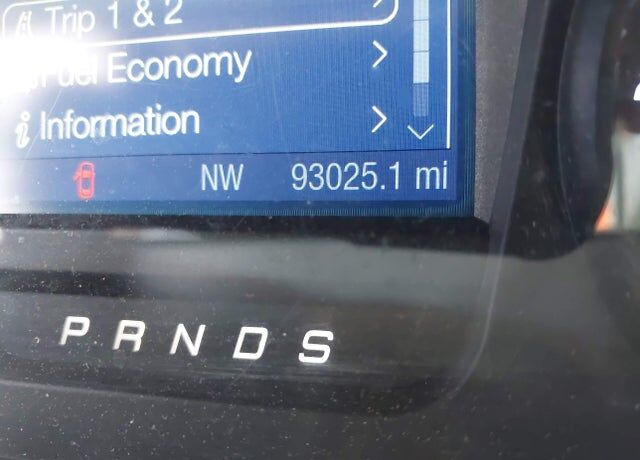 Trip 1 & 2
Fuel Economy
i Information
NW 93025.1 mi
P R N D S